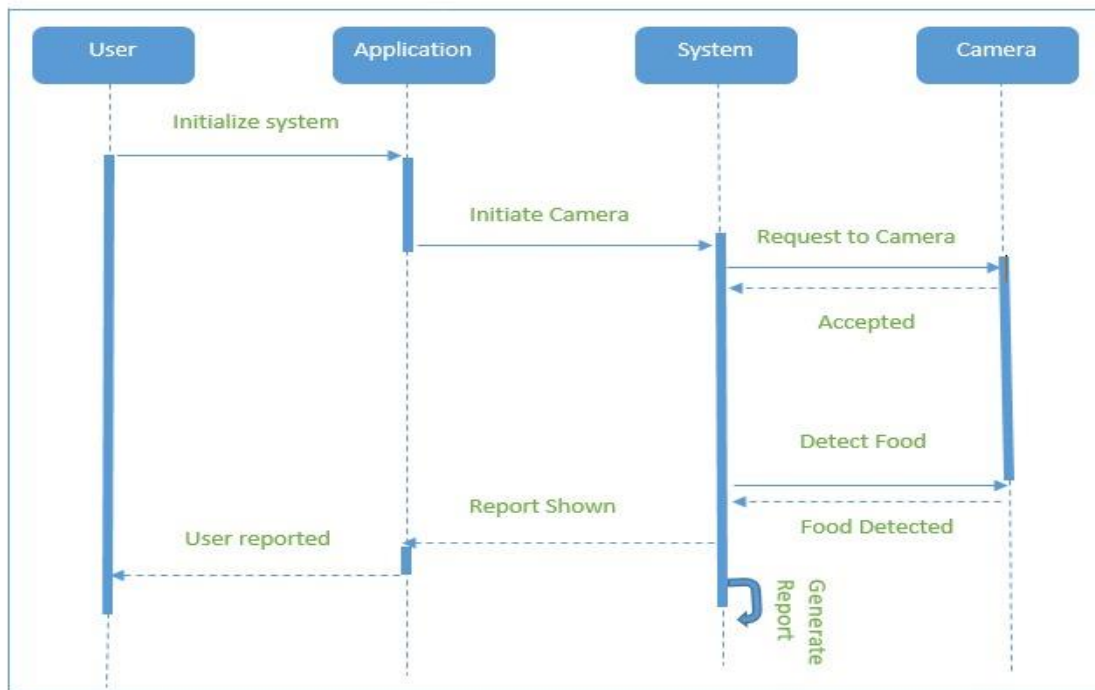 User
Application
System
Camera
Initialize system
Initiate Camera
Request to Camera
Accepted
Detect Food
Report Shown
Food Detected
User reported
Generate
Report